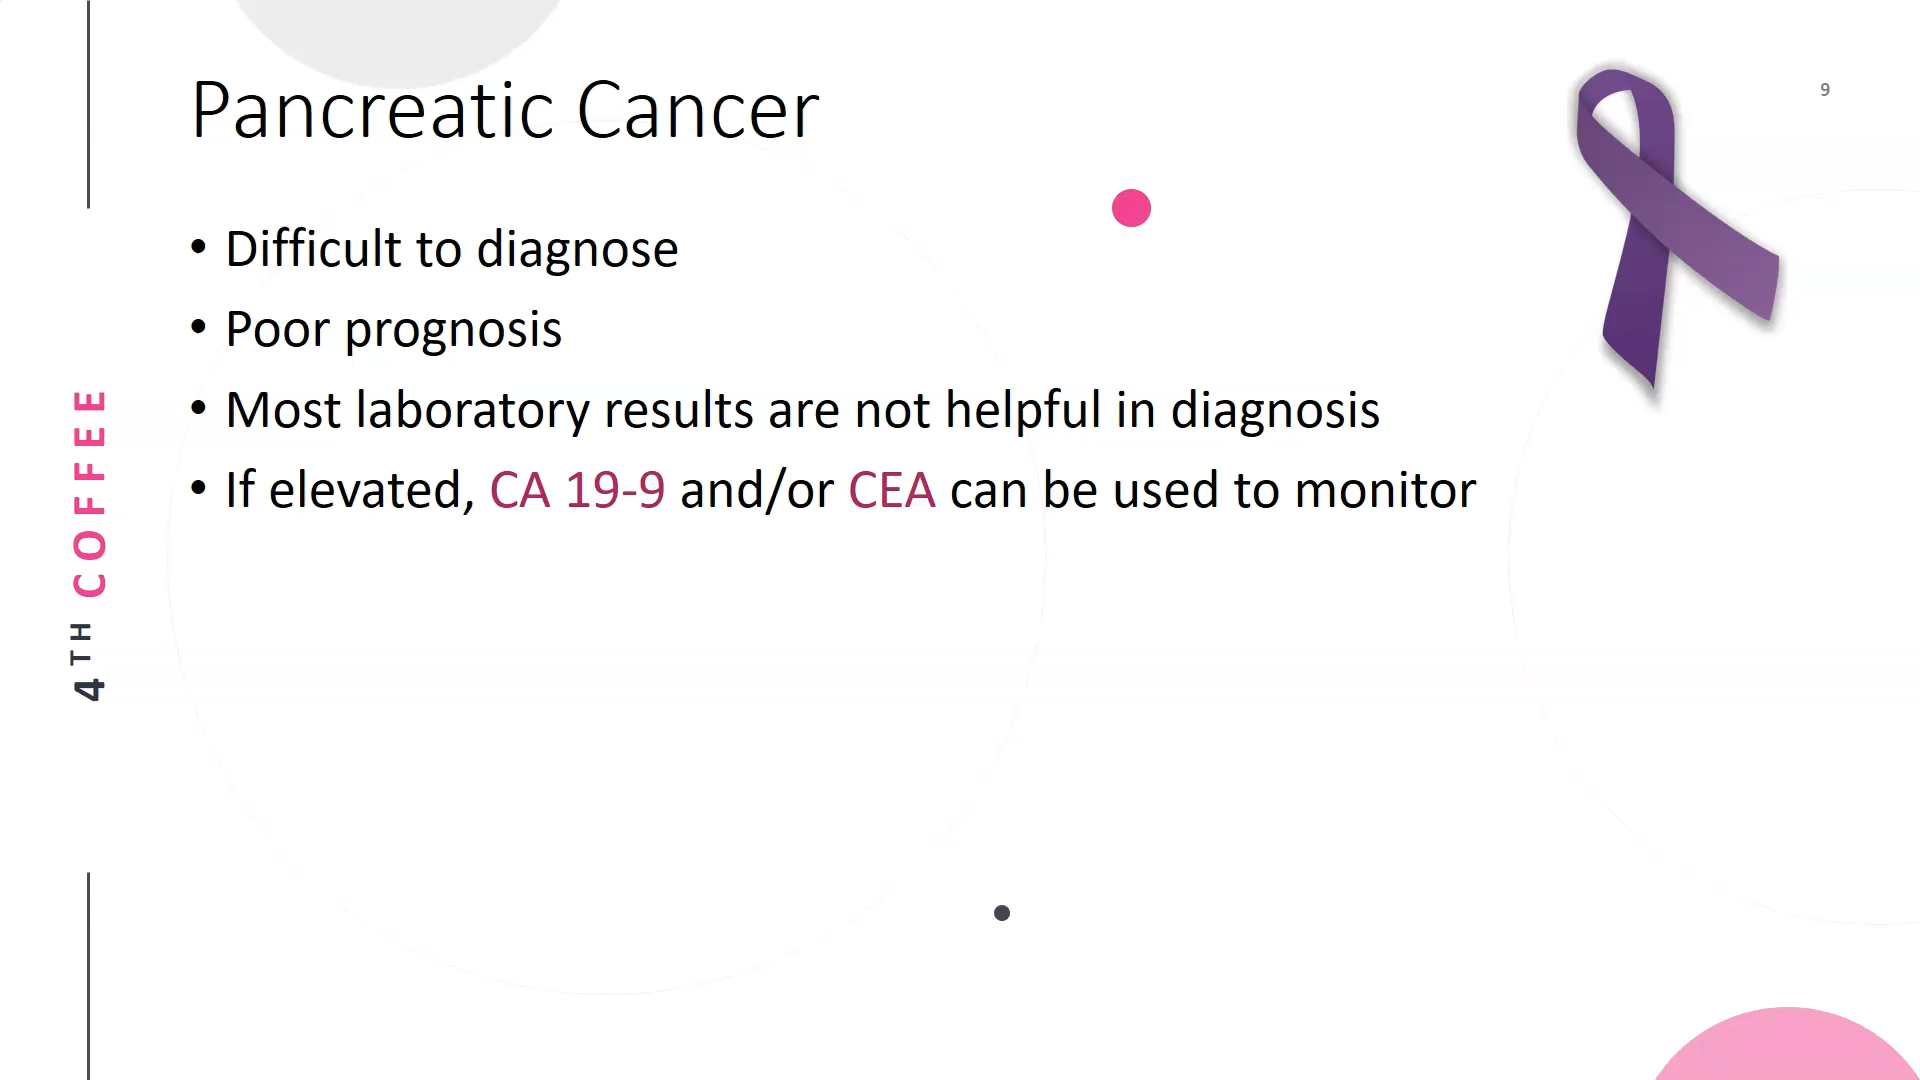 Pancreatic Cancer
9
• Difficult to diagnose
• Poor prognosis
• Most laboratory results are not helpful in diagnosis
• If elevated, CA 19-9 and/or CEA can be used to monitor
4TH COFFEE